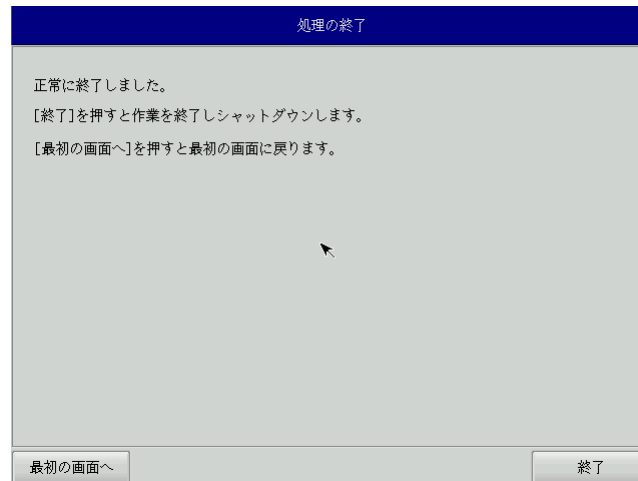 処理の終了
正常に終了しました。
[終了]を押すと作業を終了しシャットダウンします。
[最初の画面へ]を押すと最初の画面に戻ります。
最初の画面へ
終了